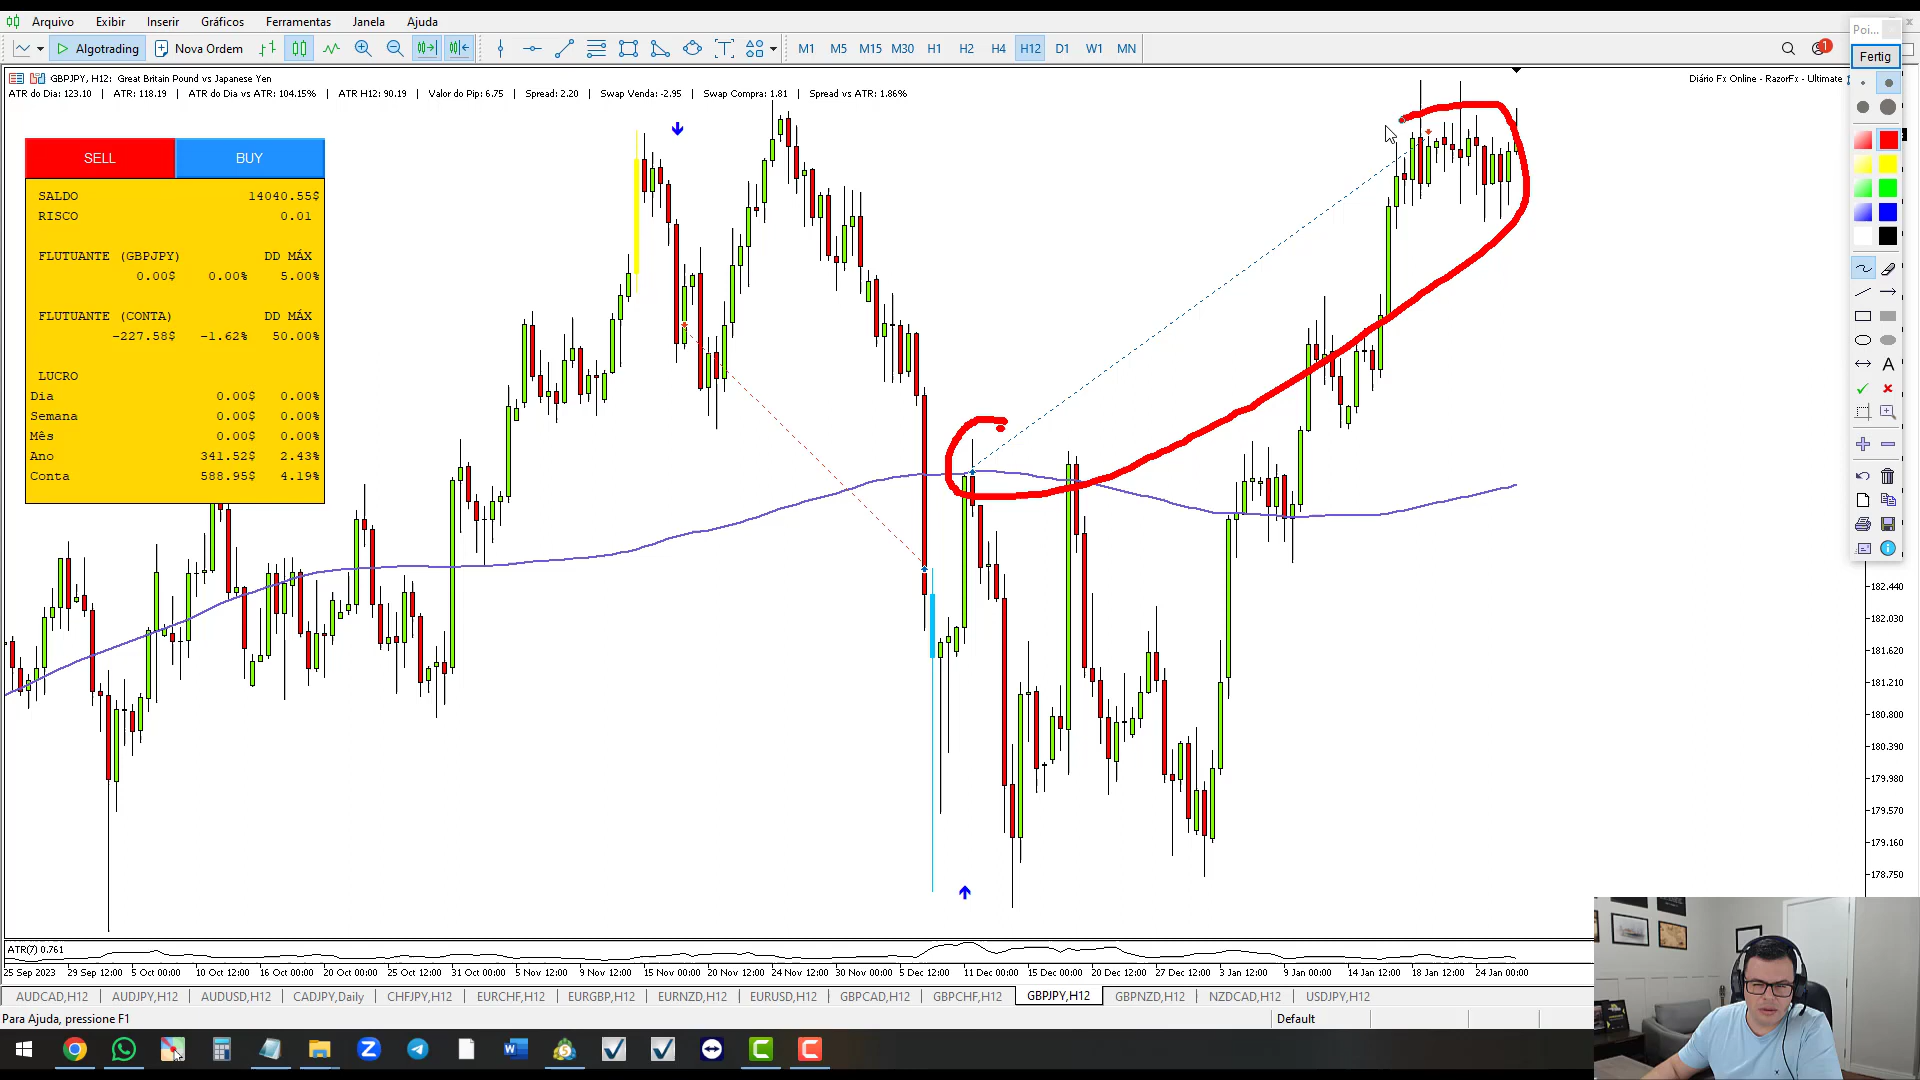 Arquivo Exibir Inserir Gráficos Ferramentas Janela Ajuda
Algotrading Nova Ordem M1 M5 M15 M30 H1 H2 H4 H12 D1 W1 MN 1
Poi...
Fertig
GBPJPY, H12: Great Britain Pound vs Japanese Yen
Diário Fx Online - RazorFx - Ultimate
ATR do Dia: 123.10 | ATR: 118.19 | ATR do Dia vs ATR: 104.15% | ATR H12: 90.19 | Valor do Pip: 6.75 | Spread: 2.20 | Swap Venda: -2.95 | Swap Compra: 1.81 | Spread vs ATR: 1.86%
SELL BUY
SALDO 14040.55$
RISCO 0.01
FLUTUANTE (GBPJPY) DD MÁX
0.00$ 0.00% 5.00%
FLUTUANTE (CONTA) DD MÁX
-227.58$ -1.62% 50.00%
LUCRO
Dia 0.00$ 0.00%
Semana 0.00$ 0.00%
Mês 0.00$ 0.00%
Ano 341.52$ 2.43%
Conta 588.95$ 4.19%
A
182.440
182.030
181.620
181.210
180.800
180.390
179.980
179.570
179.160
178.750
ATR(7) 0.761
25 Sep 2023 29 Sep 12:00 5 Oct 00:00 10 Oct 12:00 16 Oct 00:00 20 Oct 00:00 25 Oct 12:00 31 Oct 00:00 5 Nov 12:00 9 Nov 12:00 15 Nov 00:00 20 Nov 12:00 24 Nov 12:00 30 Nov 00:00 5 Dec 12:00 11 Dec 00:00 15 Dec 00:00 20 Dec 12:00 27 Dec 12:00 3 Jan 12:00 9 Jan 00:00 14 Jan 12:00 18 Jan 12:00 24 Jan 00:00
AUDCAD,H12 AUDJPY,H12 AUDUSD,H12 CADJPY,Daily CHFJPY,H12 EURCHF,H12 EURGBP,H12 EURNZD,H12 EURUSD,H12 GBPCAD,H12 GBPCHF,H12 GBPJPY,H12 GBPNZD,H12 NZDCAD,H12 USDJPY,H12
Para Ajuda, pressione F1 Default